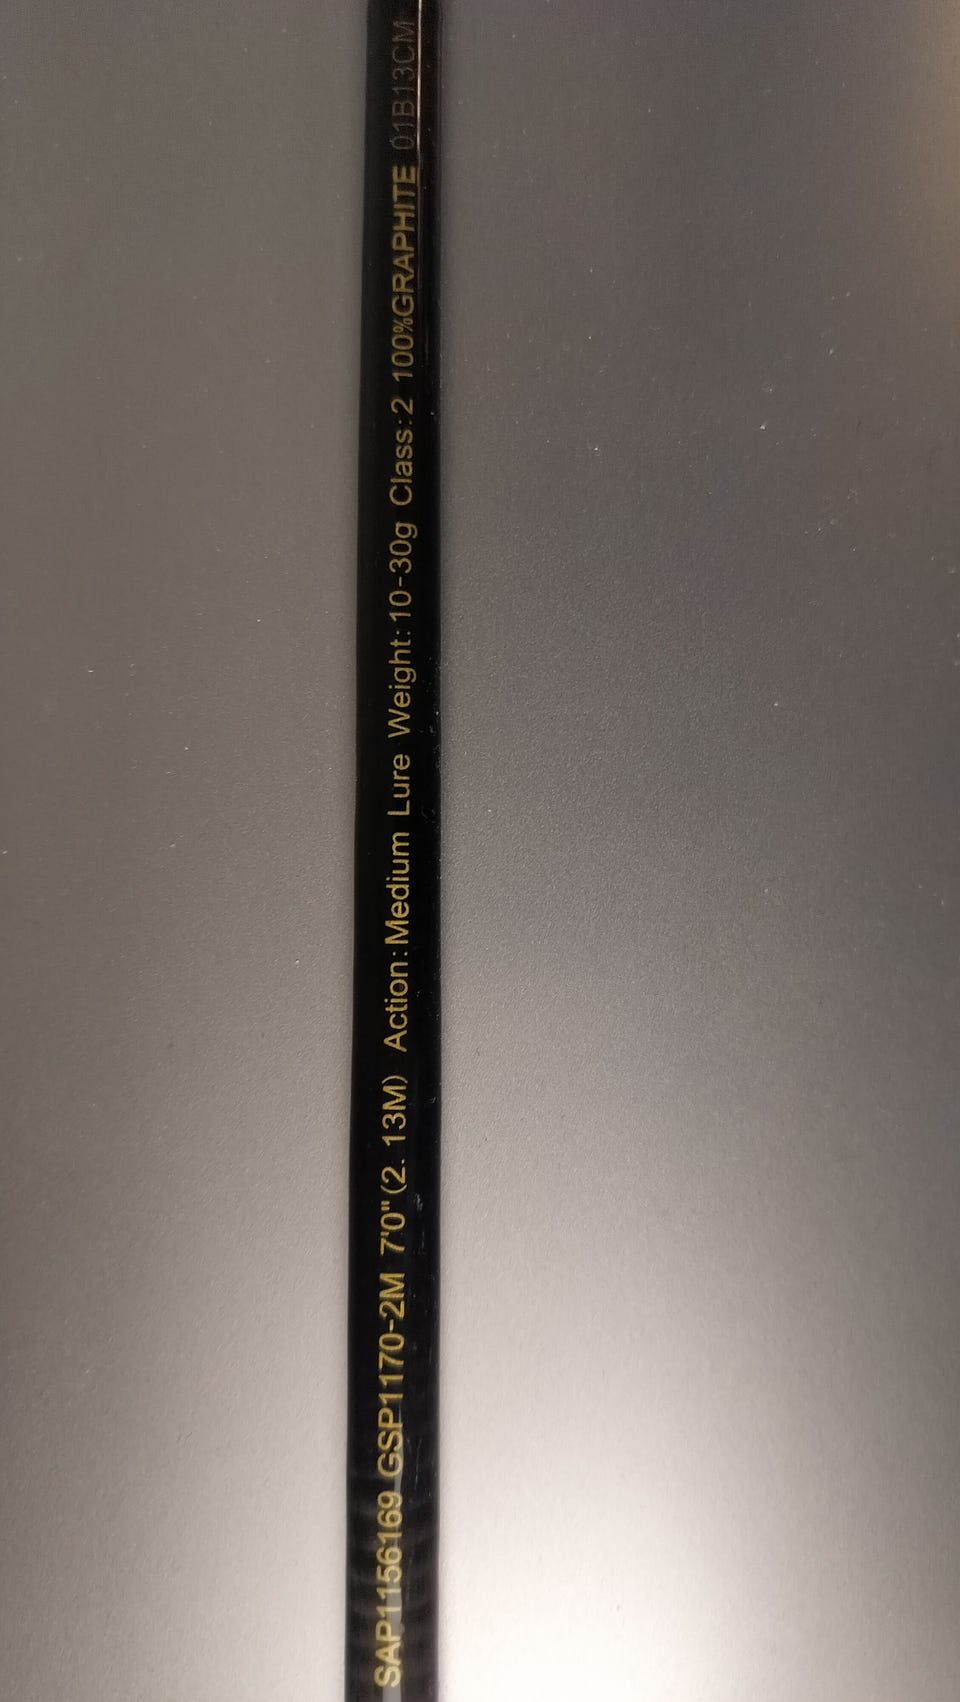 SAP1156169 GSP1170-2M 7'0"(2. 13M) Action:Medium Lure Weight:10-30g Class:2 100%GRAPHITE 01B13CM